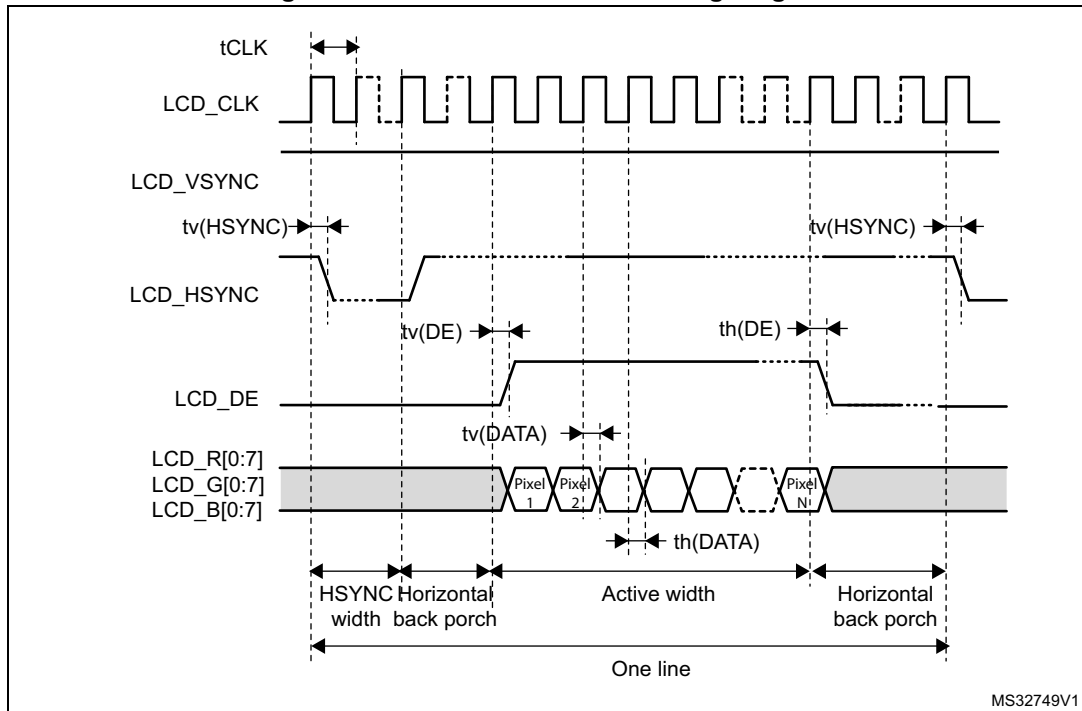 tCLK
LCD_CLK
LCD_VSYNC
tv(HSYNC)
tv(HSYNC)
LCD_HSYNC
tv(DE)
th(DE)
LCD_DE
tv(DATA)
LCD_R[0:7]
LCD_G[0:7]
LCD_B[0:7]
Pixel
1
Pixel
2
Pixel
N
th(DATA)
HSYNC
width
Horizontal
back porch
Active width
Horizontal
back porch
One line
MS32749V1